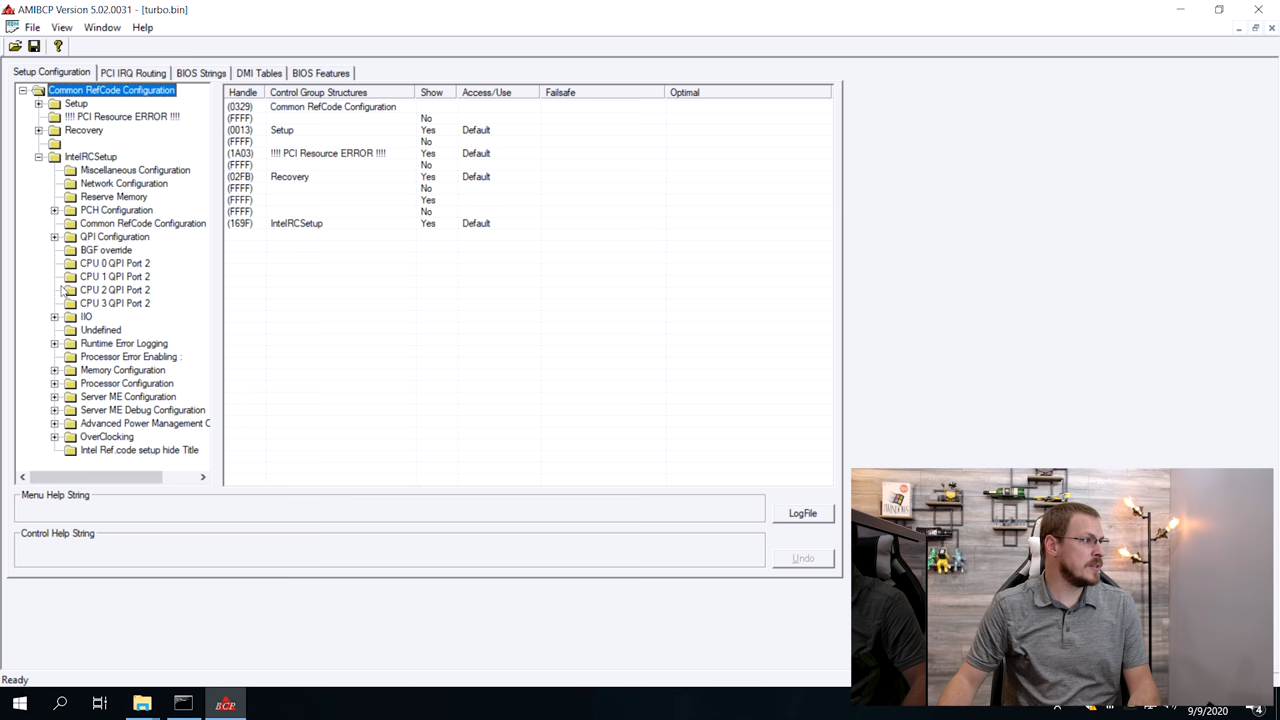 AMIBCP Version 5.02.0031 - [turbo.bin]
File View Window Help
Setup Configuration PCI IRQ Routing BIOS Strings DMI Tables BIOS Features
Common RefCode Configuration
Setup
!!!! PCI Resource ERROR !!!!
Recovery
IntelRCSetup
Miscellaneous Configuration
Network Configuration
Reserve Memory
PCH Configuration
Common RefCode Configuration
QPI Configuration
BGF override
CPU 0 QPI Port 2
CPU 1 QPI Port 2
CPU 2 QPI Port 2
CPU 3 QPI Port 2
IIO
Undefined
Runtime Error Logging
Processor Error Enabling :
Memory Configuration
Processor Configuration
Server ME Configuration
Server ME Debug Configuration
Advanced Power Management C
OverClocking
Intel Ref.code setup hide Title
Handle Control Group Structures Show Access/Use Failsafe Optimal
(0329) Common RefCode Configuration
(FFFF) No
(0013) Setup Yes Default
(FFFF) No
(1A03) !!!! PCI Resource ERROR !!!! Yes Default
(FFFF) No
(02FB) Recovery Yes Default
(FFFF) No
(FFFF) Yes
(FFFF) No
(169F) IntelRCSetup Yes Default
Menu Help String
LogFile
Control Help String
Undo
Ready
BCP
9/9/2020
4